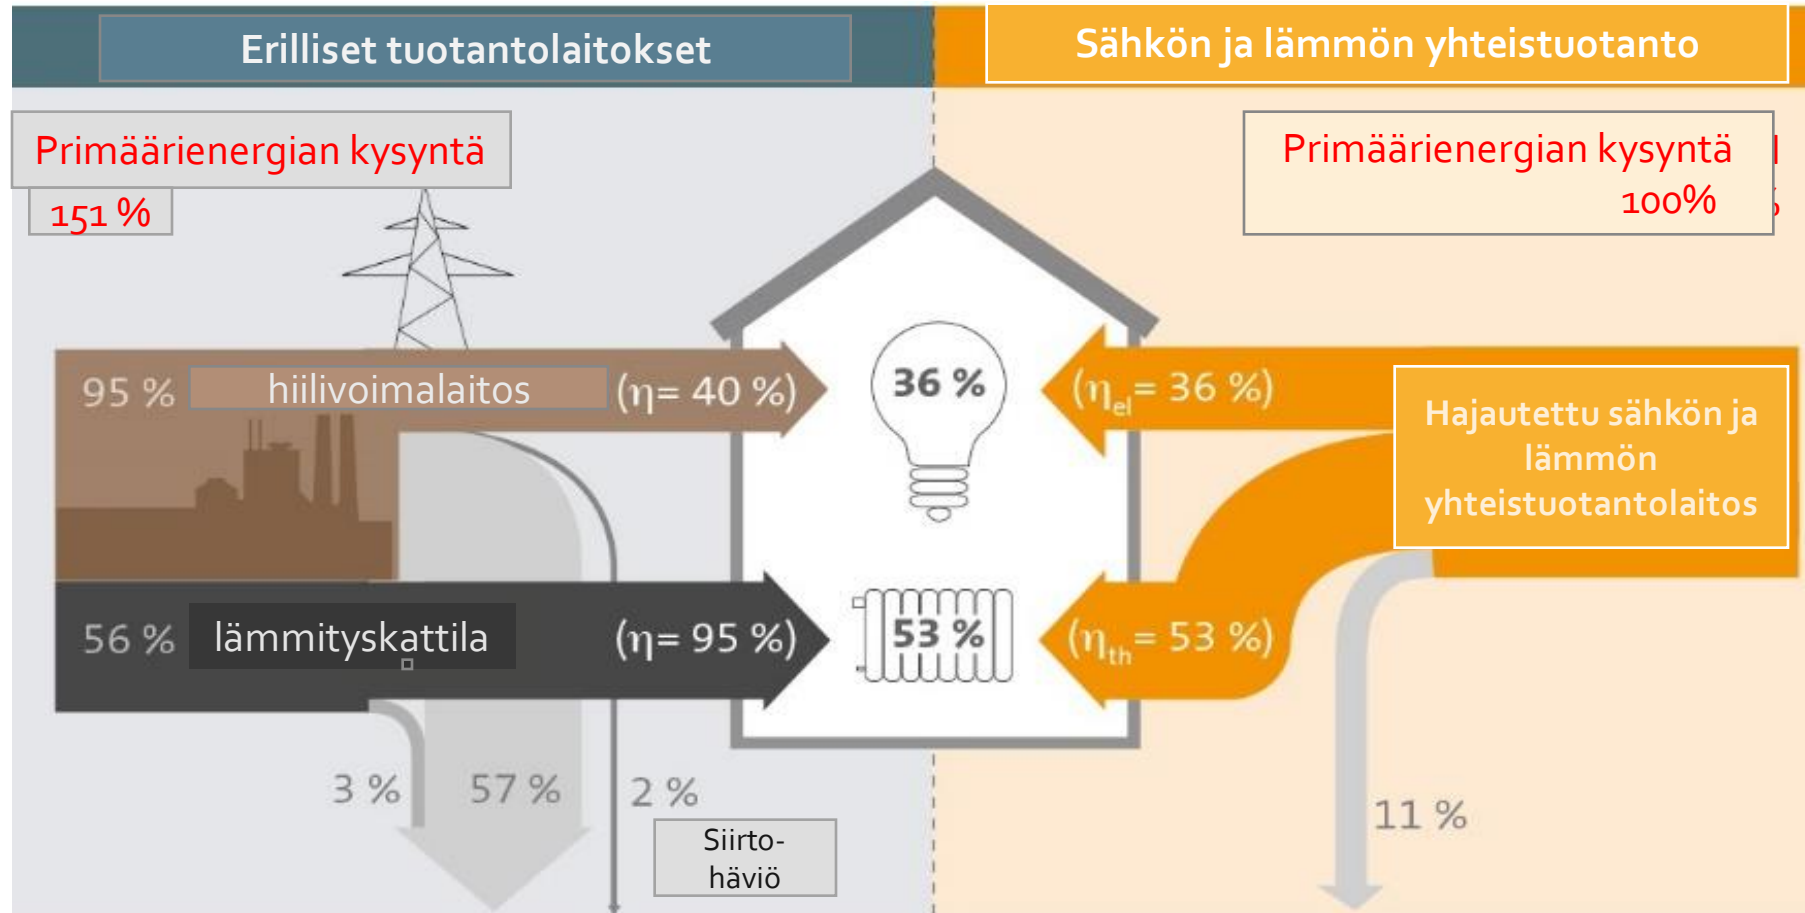 Erilliset tuotantolaitokset
Sähkön ja lämmön yhteistuotanto
Primäärienergian kysyntä
151 %
Primäärienergian kysyntä
100%
95 %
hiilivoimalaitos
(η= 40 %)
36 %
(ηel= 36 %)
Hajautettu sähkön ja
lämmön
yhteistuotantolaitos
56 %
lämmityskattila
(η= 95 %)
53 %
(ηth= 53 %)
3 %
57 %
2 %
Siirto-
häviö
11 %